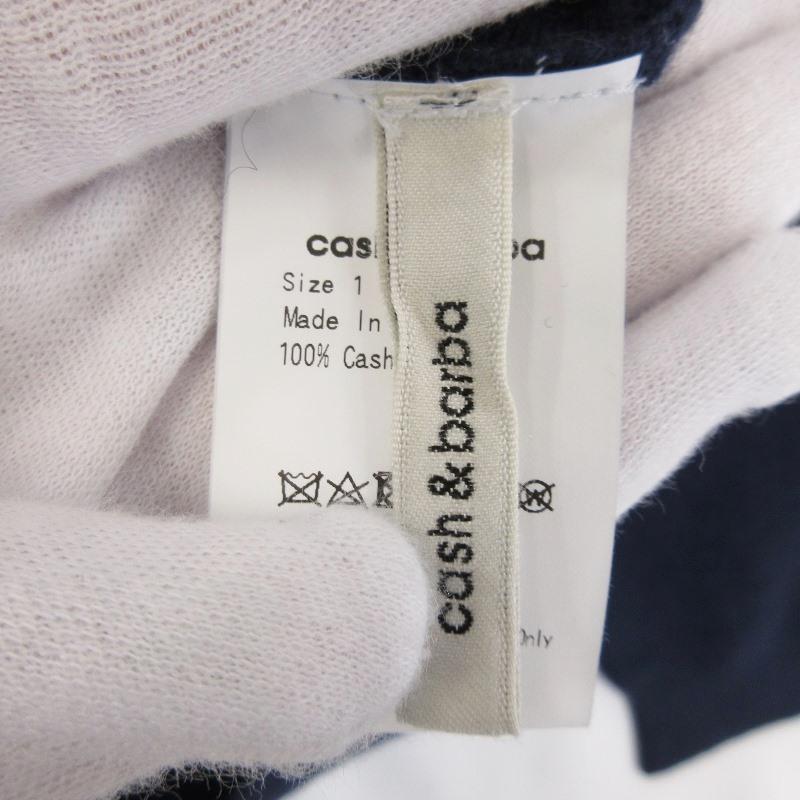 cash & barba
cas ba
Size 1
Made In
100% Cash
Only